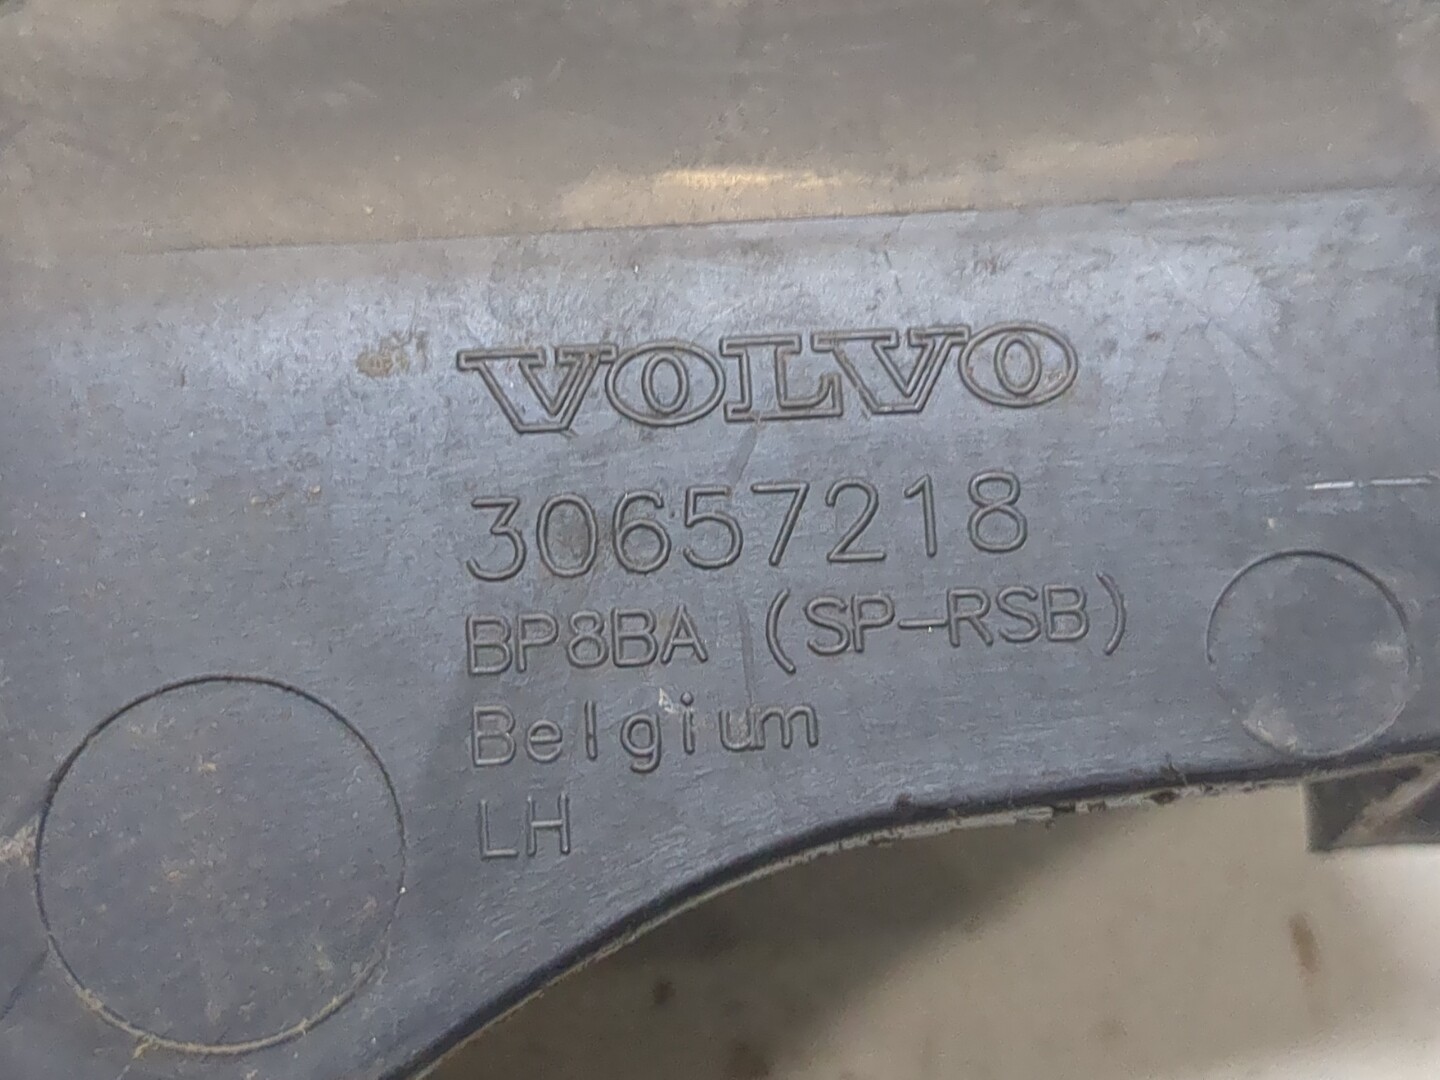 VOLVO
30657218
BP8BA (SP-RSB)
Belgium
LH